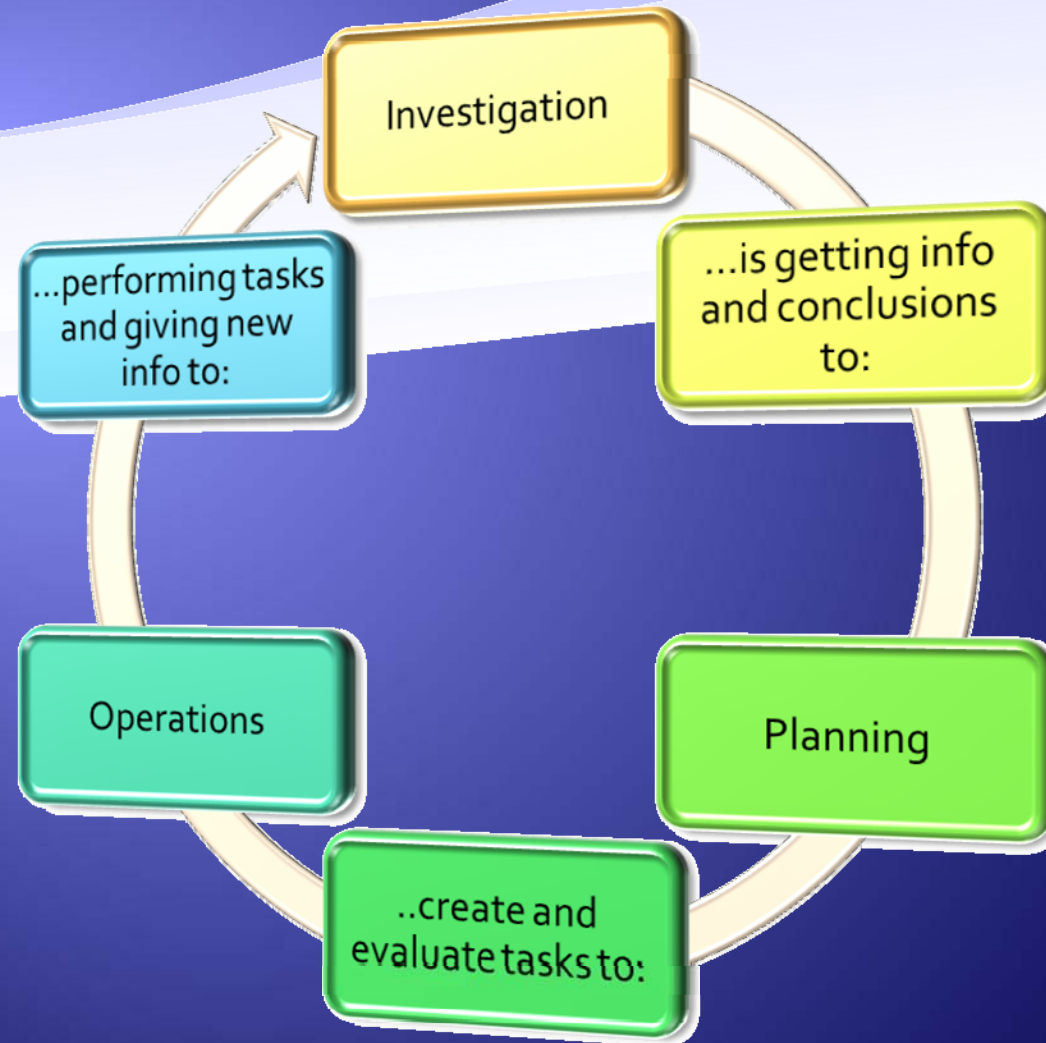 Investigation
...is getting info
and conclusions
to:
Planning
..create and
evaluate tasks to:
Operations
...performing tasks
and giving new
info to: